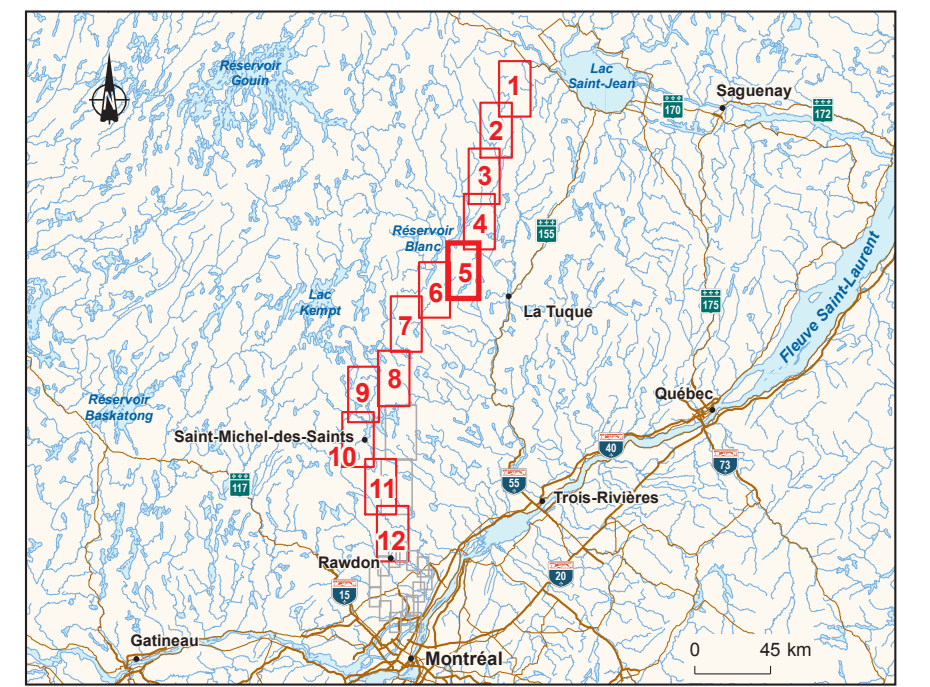 Réservoir
Gouin
Lac
Saint-Jean
Saguenay
170
172
1
N
2
3
4
155
Réservoir
Blanc
5
6
175
Lac
Kempt
La Tuque
7
Fleuve Saint-Laurent
8
9
Québec
Réservoir
Baskatong
Saint-Michel-des-Saints
10
40
73
117
55
11
Trois-Rivières
12
Rawdon
15
20
Gatineau
Montréal
0 45 km